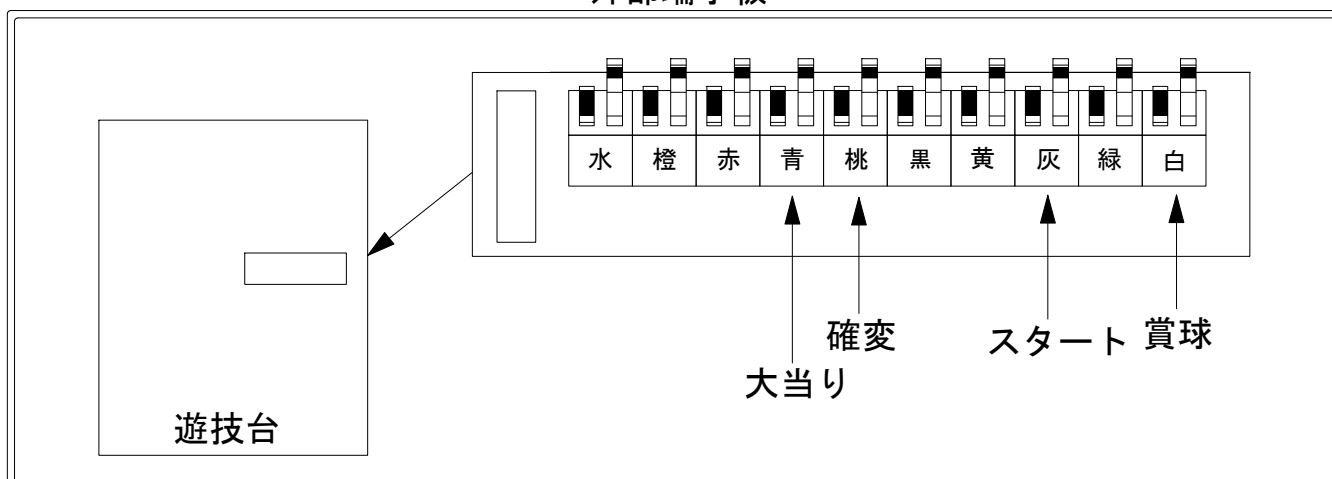 水 橙 赤 青 桃 黒 黄 灰 緑 白
確変
スタート 賞球
大当り
遊技台